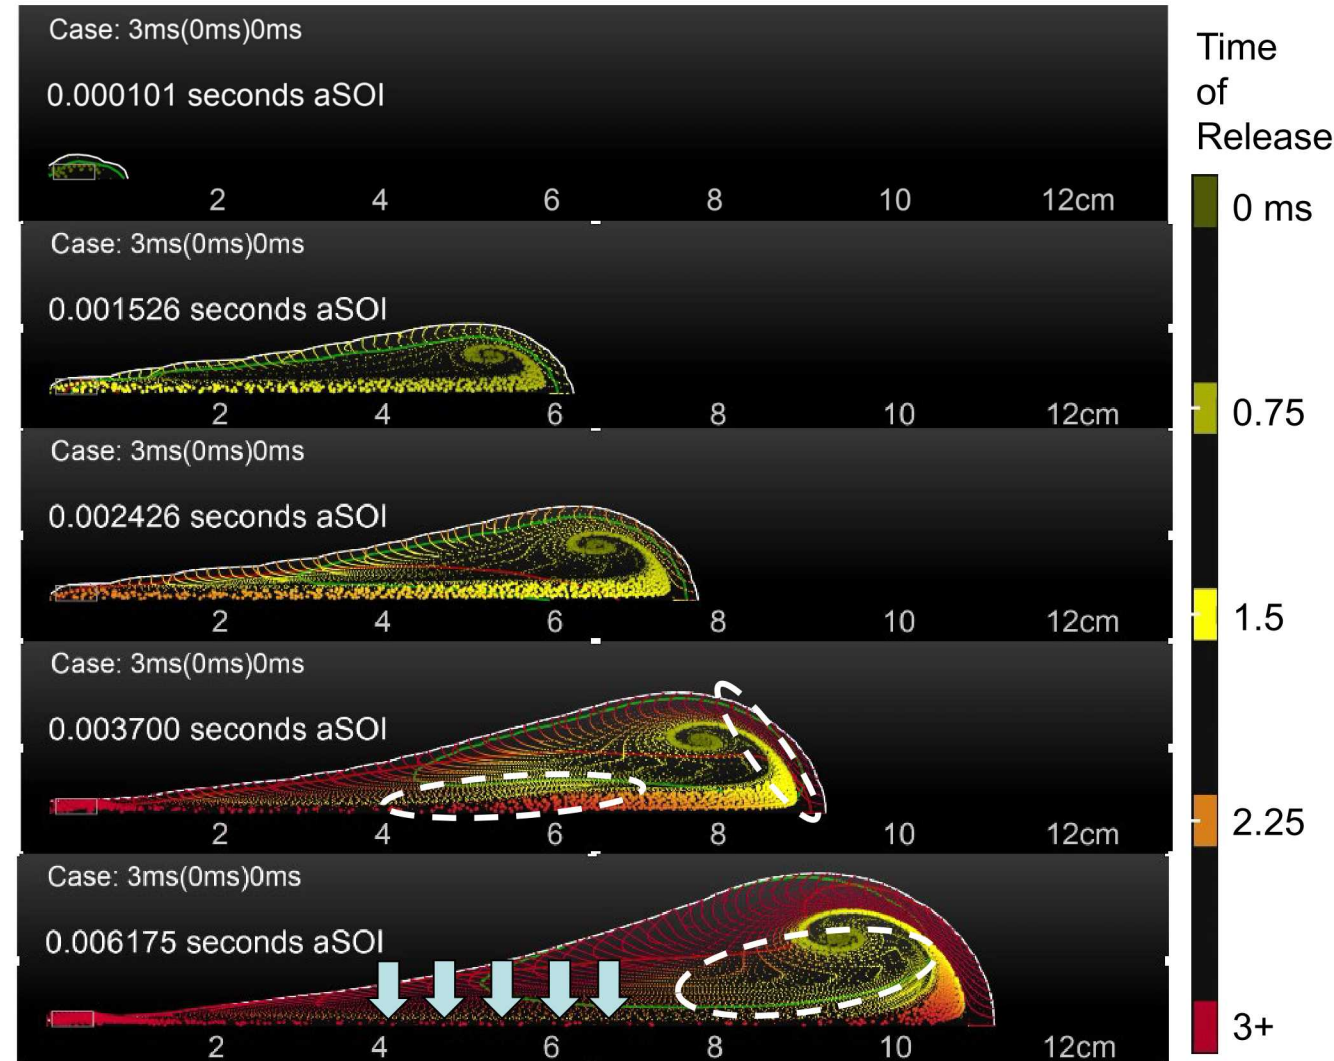 Case: 3ms(0ms)0ms
0.000101 seconds aSOI
2 4 6 8 10 12cm
Case: 3ms(0ms)0ms
0.001526 seconds aSOI
2 4 6 8 10 12cm
Case: 3ms(0ms)0ms
0.002426 seconds aSOI
2 4 6 8 10 12cm
Case: 3ms(0ms)0ms
0.003700 seconds aSOI
2 4 6 8 10 12cm
Case: 3ms(0ms)0ms
0.006175 seconds aSOI
2 4 6 8 10 12cm
Time
of
Release
0 ms
0.75
1.5
2.25
3+